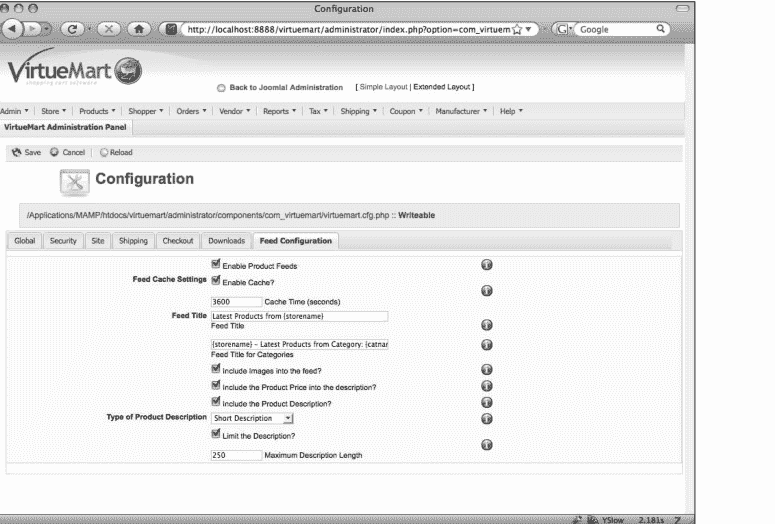 Configuration
http://localhost:8888/virtuemart/administrator/index.php?option=com_virtuem
Google
VirtueMart
shopping cart software
Back to Joomla! Administration [ Simple Layout | Extended Layout ]
Admin Store Products Shopper Orders Vendor Reports Tax Shipping Coupon Manufacturer Help
VirtueMart Administration Panel
Save Cancel Reload
Configuration
/Applications/MAMP/htdocs/virtuemart/administrator/components/com_virtuemart/virtuemart.cfg.php :: Writeable
Global Security Site Shipping Checkout Downloads Feed Configuration
Enable Product Feeds
Feed Cache Settings Enable Cache?
3600 Cache Time (seconds)
Feed Title Latest Products from {storename}
Feed Title
{storename} - Latest Products from Category: {catnar
Feed Title for Categories
Include Images into the feed?
Include the Product Price into the description?
Include the Product Description?
Type of Product Description Short Description
Limit the Description?
250 Maximum Description Length
YSlow 2.181s